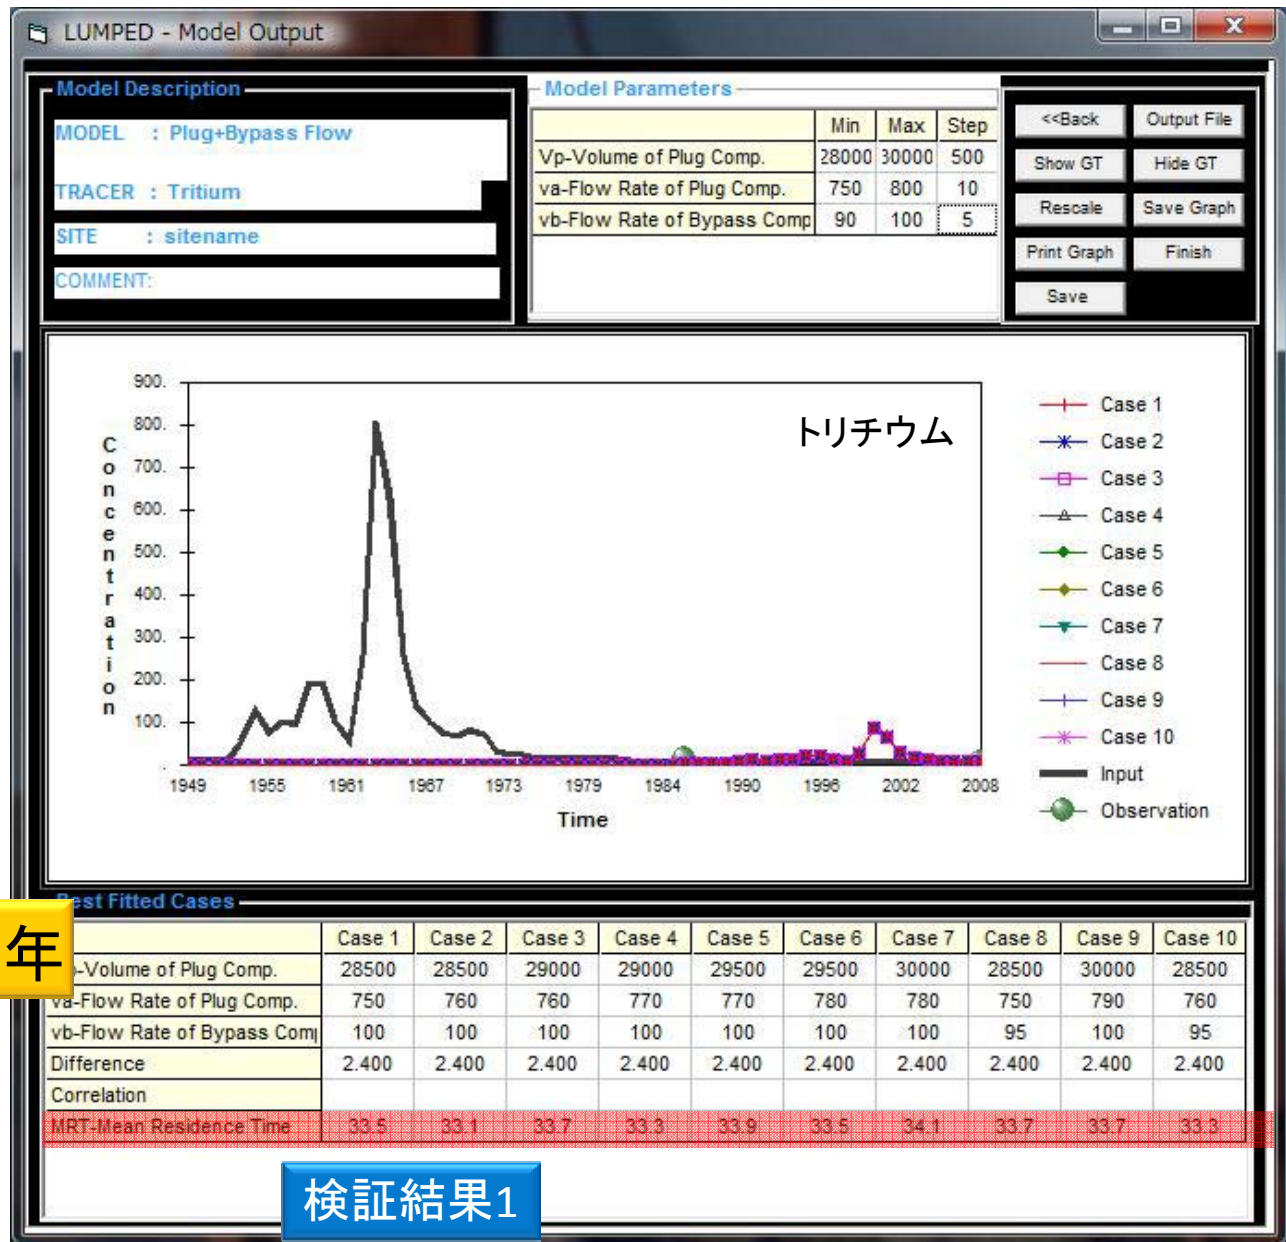 LUMPED - Model Output
Model Description
MODEL : Plug+Bypass Flow
TRACER : Tritium
SITE : sitename
COMMENT:
Model Parameters
Min Max Step
Vp-Volume of Plug Comp. 28000 30000 500
va-Flow Rate of Plug Comp. 750 800 10
vb-Flow Rate of Bypass Comp 90 100 5
<<Back Output File
Show GT Hide GT
Rescale Save Graph
Print Graph Finish
Save
トリチウム
Concentration
900.
800.
700.
600.
500.
400.
300.
200.
100.
.
1949 1955 1961 1967 1973 1979 1984 1990 1996 2002 2008
Time
Case 1
Case 2
Case 3
Case 4
Case 5
Case 6
Case 7
Case 8
Case 9
Case 10
Input
Observation
Best Fitted Cases
年
Case 1 Case 2 Case 3 Case 4 Case 5 Case 6 Case 7 Case 8 Case 9 Case 10
-Volume of Plug Comp. 28500 28500 29000 29000 29500 29500 30000 28500 30000 28500
va-Flow Rate of Plug Comp. 750 760 760 770 770 780 780 750 790 760
vb-Flow Rate of Bypass Com 100 100 100 100 100 100 100 95 100 95
Difference 2.400 2.400 2.400 2.400 2.400 2.400 2.400 2.400 2.400 2.400
Correlation
MRT-Mean Residence Time 33.5 33.1 33.7 33.3 33.9 33.5 34.1 33.7 33.7 33.3
検証結果1